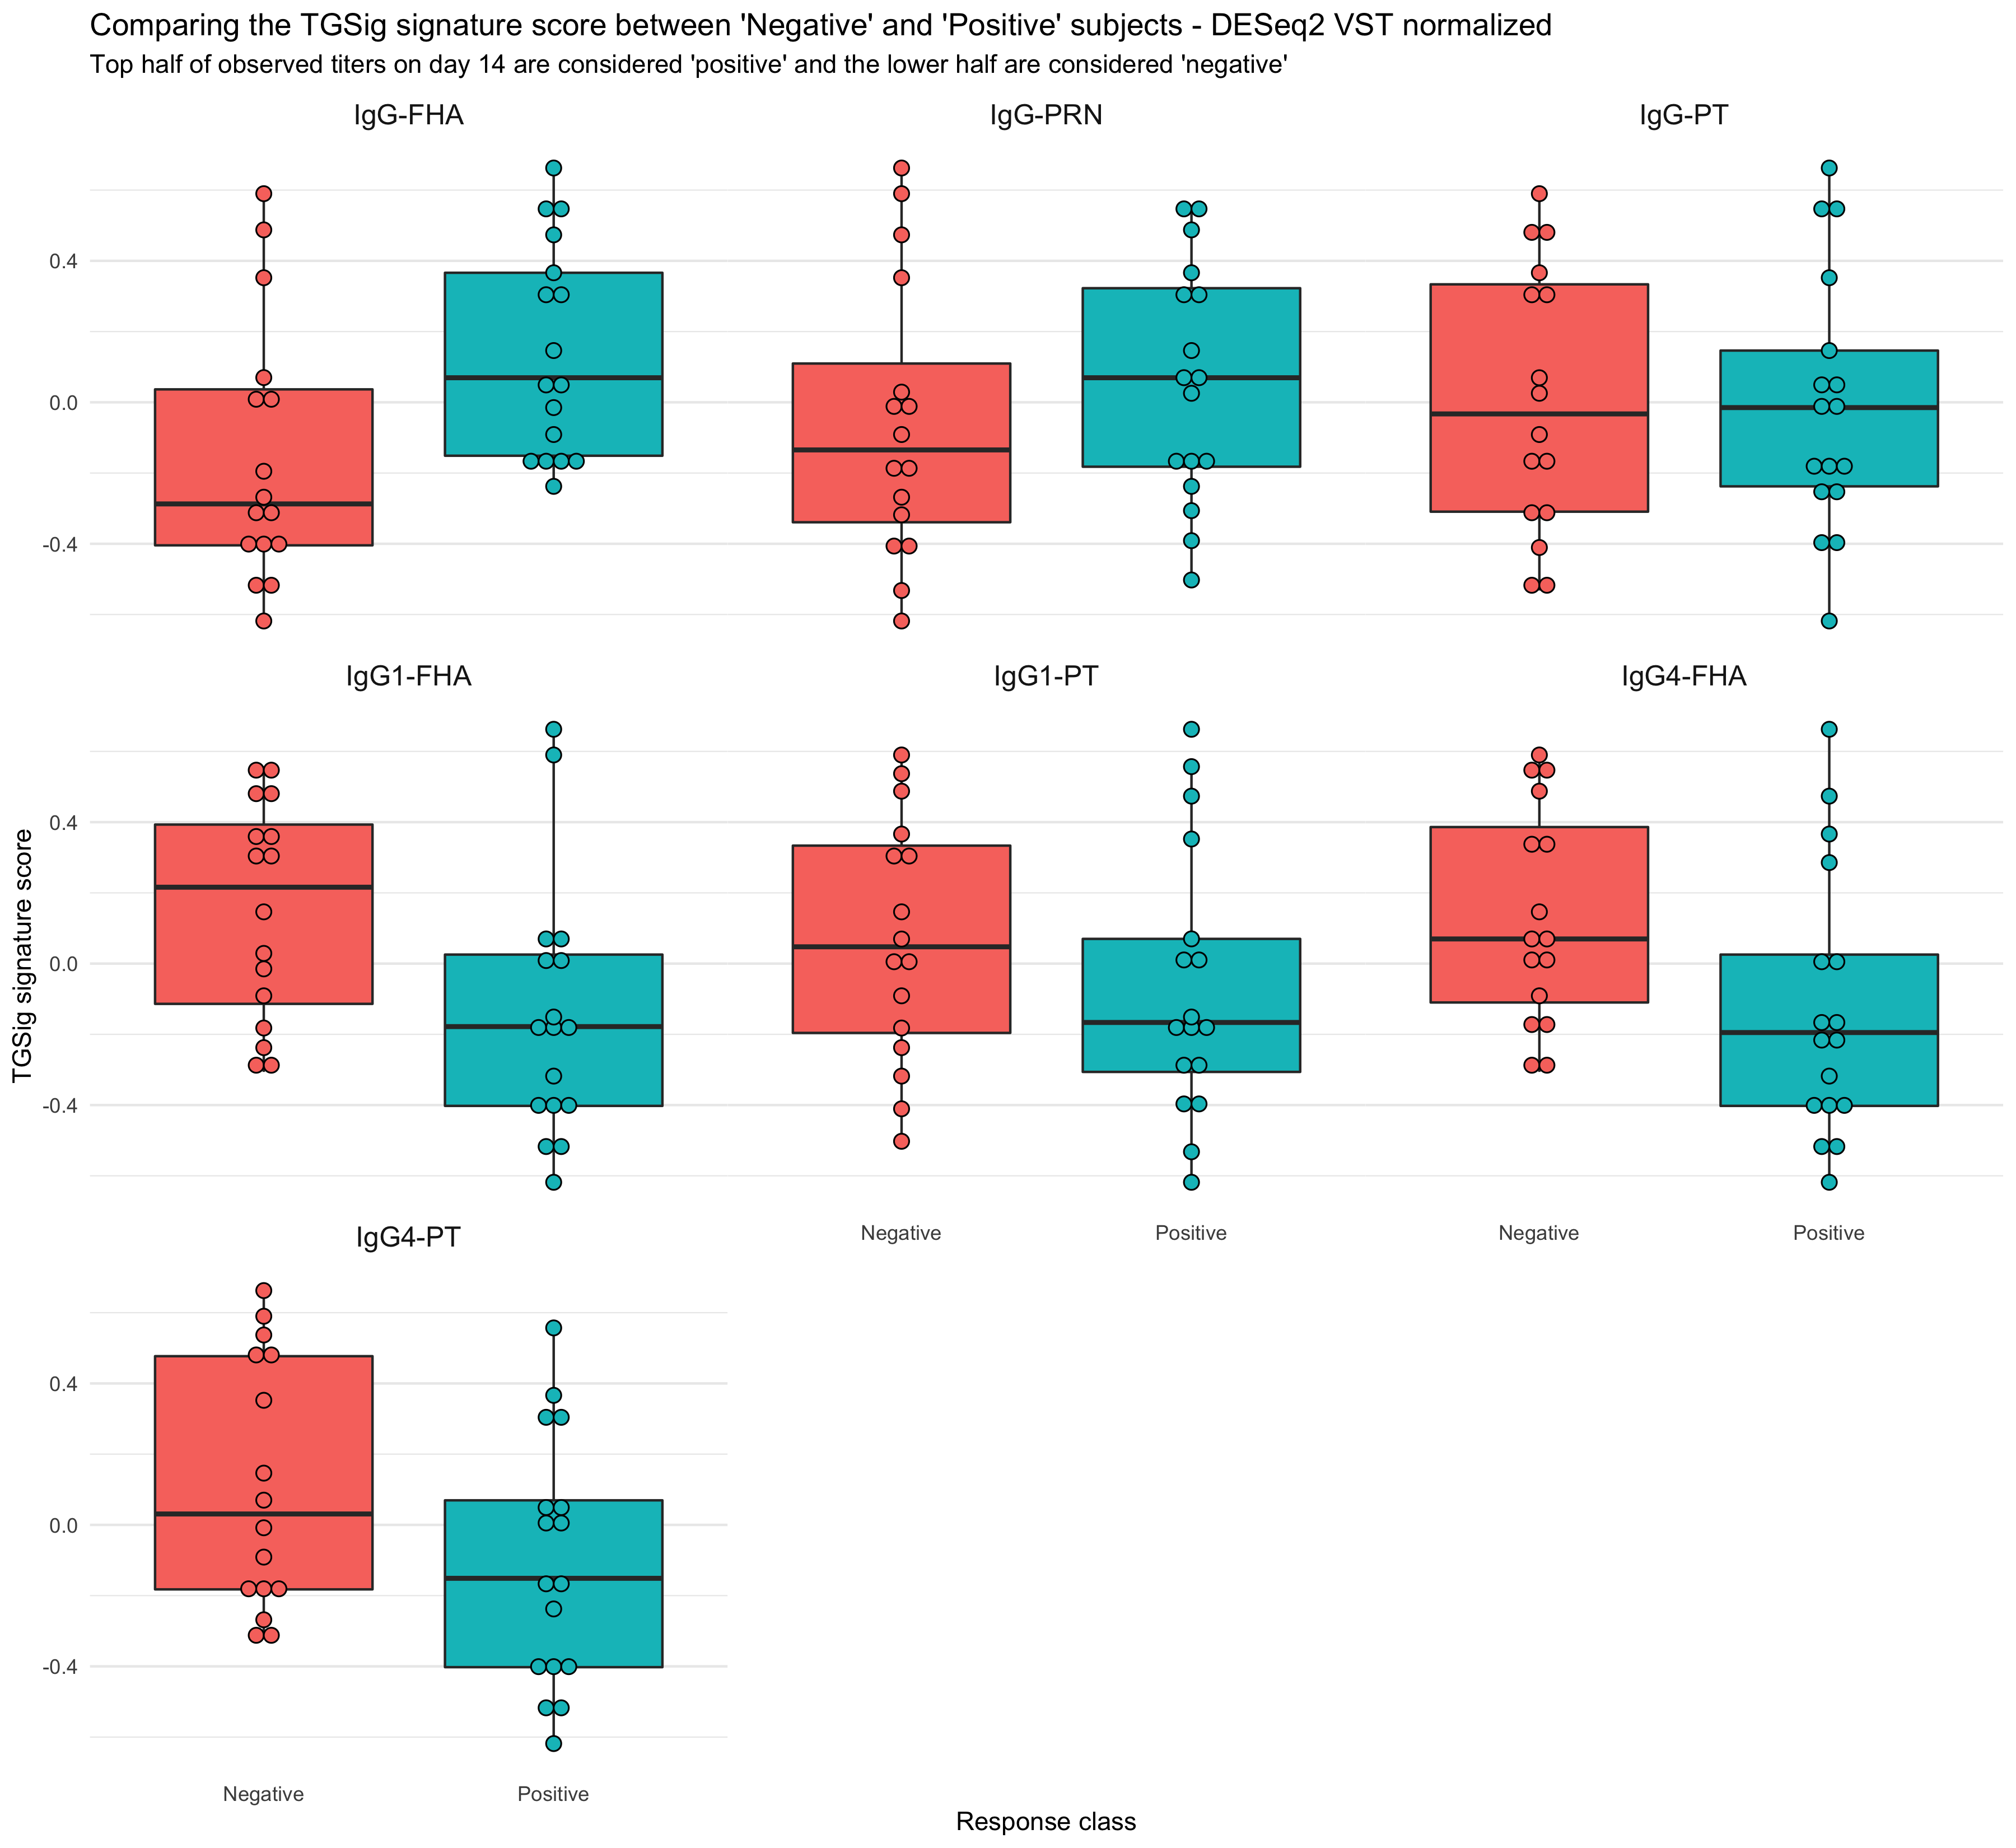 Comparing the TGSig signature score between 'Negative' and 'Positive' subjects - DESeq2 VST normalized
Top half of observed titers on day 14 are considered 'positive' and the lower half are considered 'negative'
IgG-FHA
IgG-PRN
IgG-PT
0.4
0.0
-0.4
IgG1-FHA
IgG1-PT
IgG4-FHA
0.4
0.0
-0.4
TGSig signature score
Negative
Positive
Negative
Positive
IgG4-PT
0.4
0.0
-0.4
Negative
Positive
Response class